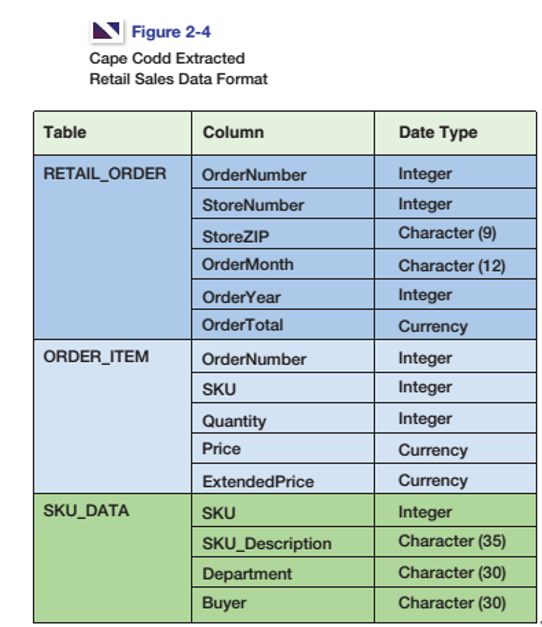 Figure 2-4
Cape Codd Extracted
Retail Sales Data Format
Table Column Date Type
RETAIL_ORDER OrderNumber Integer
StoreNumber Integer
StoreZIP Character (9)
OrderMonth Character (12)
OrderYear Integer
OrderTotal Currency
ORDER_ITEM OrderNumber Integer
SKU Integer
Quantity Integer
Price Currency
ExtendedPrice Currency
SKU_DATA SKU Integer
SKU_Description Character (35)
Department Character (30)
Buyer Character (30)